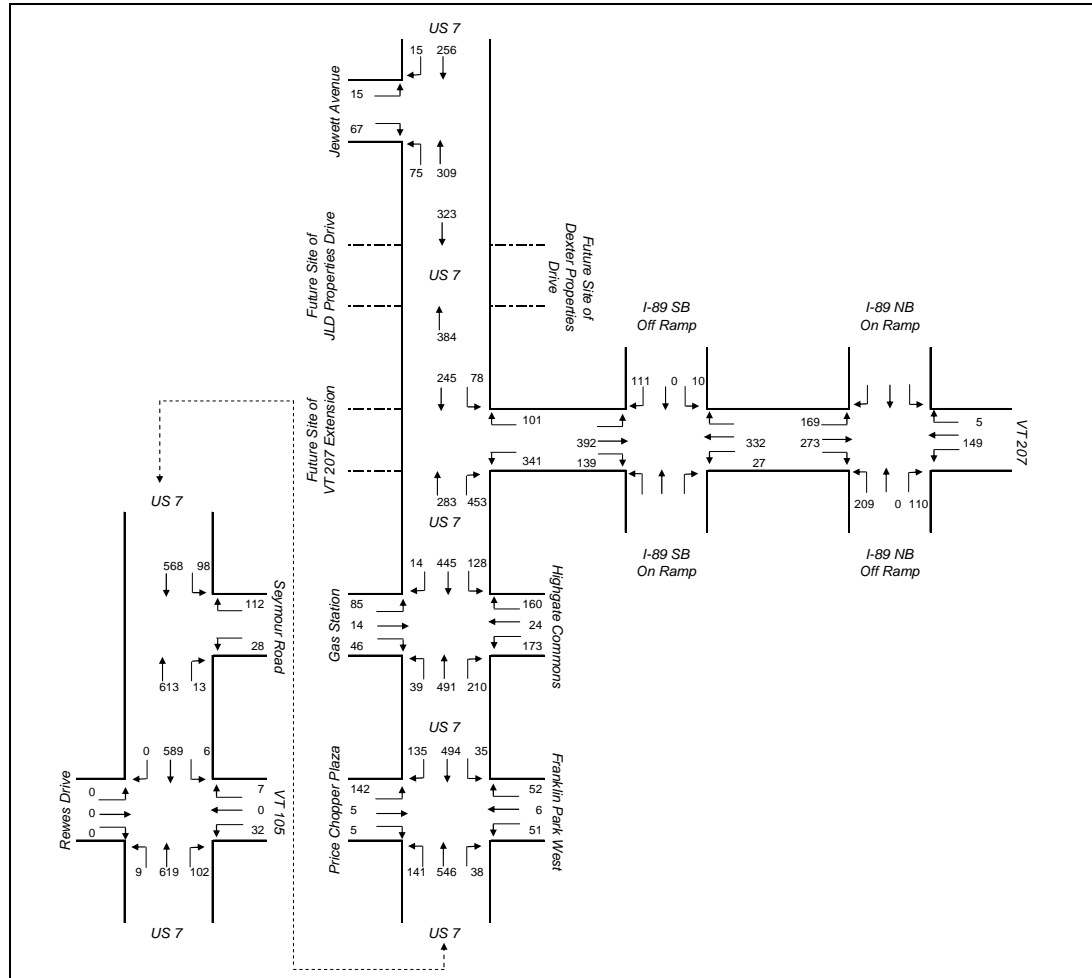 US 7
15 256
Jewett Avenue
15
67
75 309
323
Future Site of
JLD Properties Drive
US 7
Future Site of
Dexter Properties
Drive
384
I-89 SB
Off Ramp
I-89 NB
On Ramp
245 78
111 0 10
Future Site of
VT 207 Extension
101
392
341
139
332
27
169
273
5
149
VT 207
283 453
209 0 110
US 7
I-89 SB
On Ramp
I-89 NB
Off Ramp
US 7
568 98
112
28
Seymour Road
613 13
14 445 128
Gas Station
85
14
46
160
24
173
Highgate Commons
39 491 210
US 7
0 589 6
Rewes Drive
0
0
0
7
0
32
VT 105
9 619 102
US 7
135 494 35
Price Chopper Plaza
142
5
5
52
6
51
Franklin Park West
141 546 38
US 7